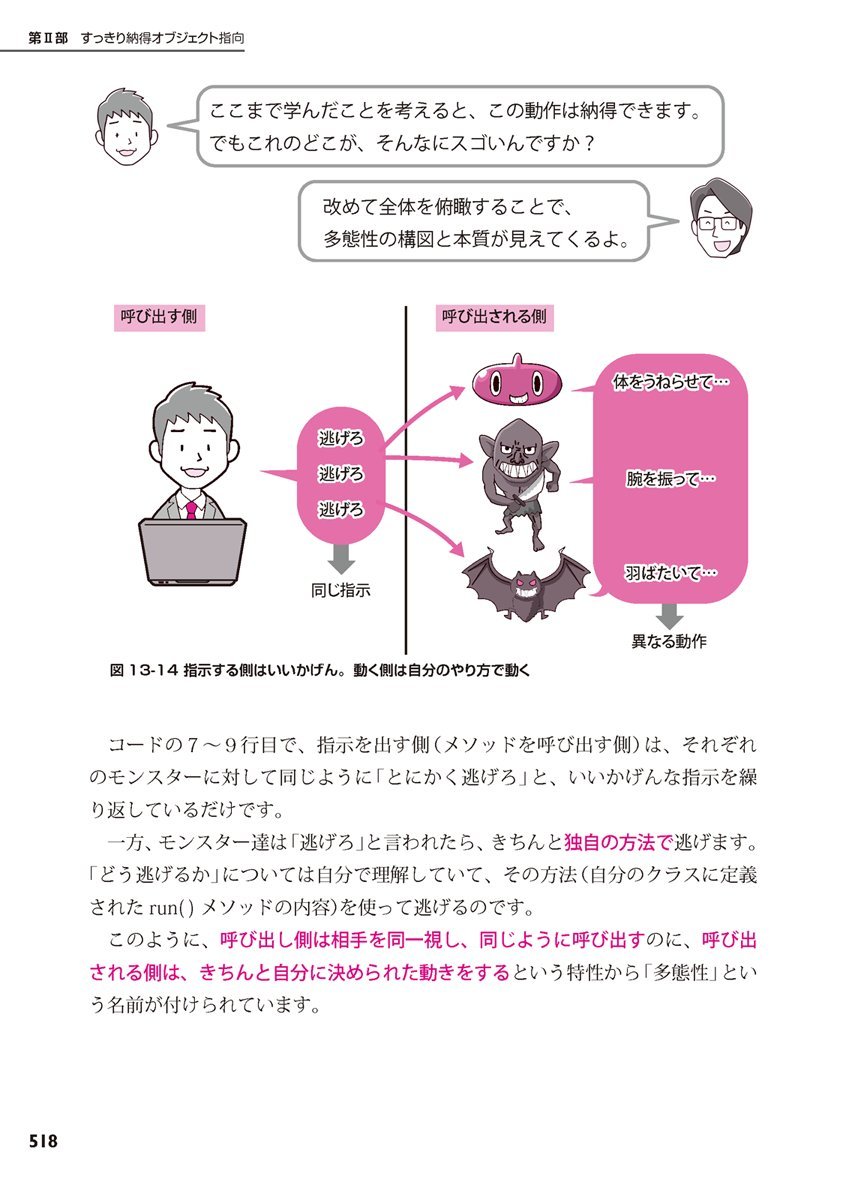 第Ⅱ部　すっきり納得オブジェクト指向
ここまで学んだことを考えると、この動作は納得できます。
でもこれのどこが、そんなにスゴいんですか？
改めて全体を俯瞰することで、
多態性の構図と本質が見えてくるよ。
呼び出す側
呼び出される側
逃げろ
逃げろ
逃げろ
同じ指示
体をうねらせて…
腕を振って…
羽ばたいて…
異なる動作
図 13-14 指示する側はいいかげん。動く側は自分のやり方で動く
コードの７～９行目で、指示を出す側（メソッドを呼び出す側）は、それぞれ
のモンスターに対して同じように「とにかく逃げろ」と、いいかげんな指示を繰
り返しているだけです。
一方、モンスター達は「逃げろ」と言われたら、きちんと独自の方法で逃げます。
「どう逃げるか」については自分で理解していて、その方法（自分のクラスに定義
された run() メソッドの内容）を使って逃げるのです。
このように、呼び出し側は相手を同一視し、同じように呼び出すのに、呼び出
される側は、きちんと自分に決められた動きをするという特性から「多態性」とい
う名前が付けられています。
518